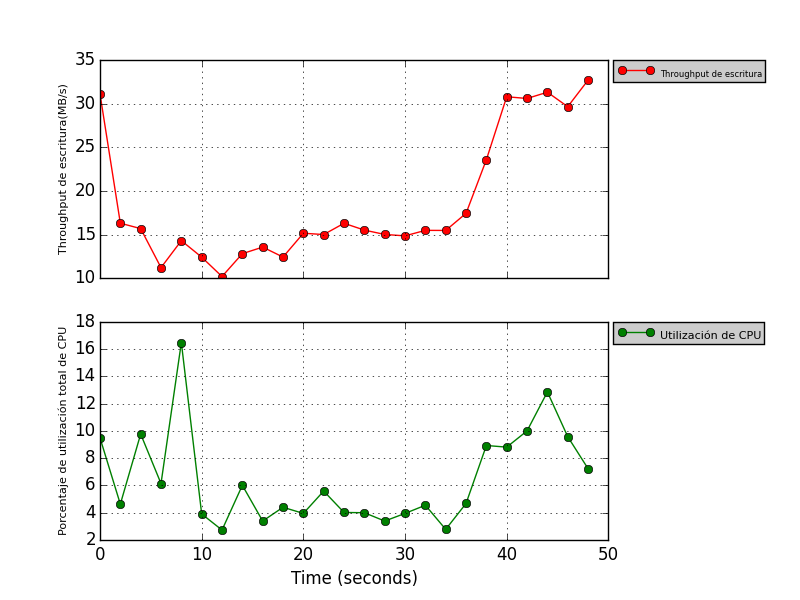 35
30
25
20
15
10
Throughput de escritura(MB/s)
Throughput de escritura
18
16
14
12
10
8
6
4
2
Porcentaje de utilización total de CPU
Utilización de CPU
0 10 20 30 40 50
Time (seconds)